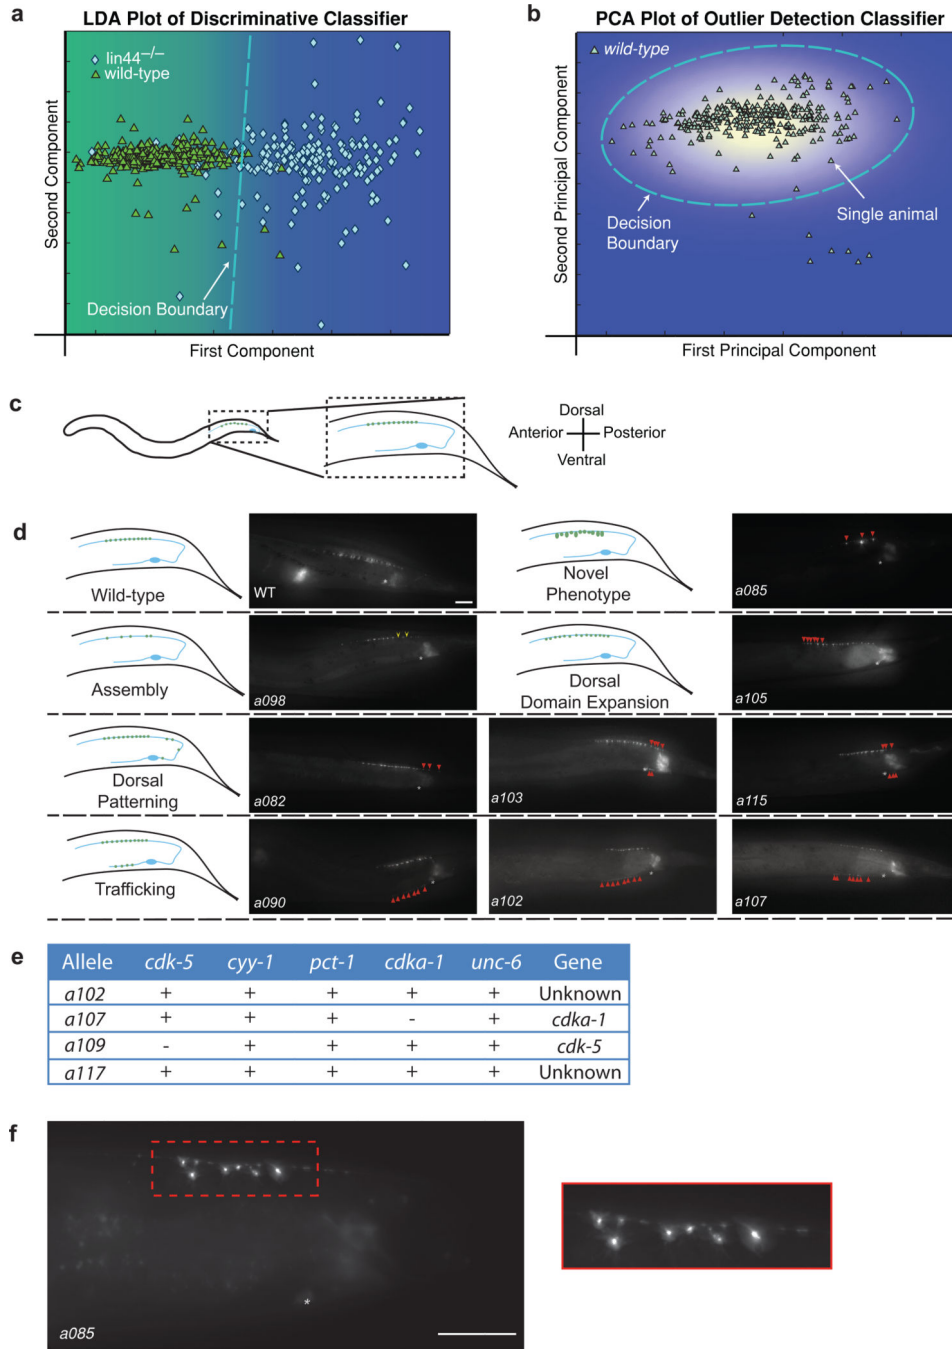 a
LDA Plot of Discriminative Classifier
lin44−/−
wild-type
Second Component
Decision Boundary
First Component
b
PCA Plot of Outlier Detection Classifier
wild-type
Second Principal Component
Decision
Boundary
Single animal
First Principal Component
c
Dorsal
Anterior
Posterior
Ventral
d
Wild-type
WT
Novel
Phenotype
a085
Assembly
a098
Dorsal
Domain Expansion
a105
Dorsal
Patterning
a082
a103
a115
Trafficking
a090
a102
a107
e
Allele cdk-5 cyy-1 pct-1 cdka-1 unc-6 Gene
a102 + + + + + Unknown
a107 + + + - + cdka-1
a109 - + + + + cdk-5
a117 + + + + + Unknown
f
*
a085